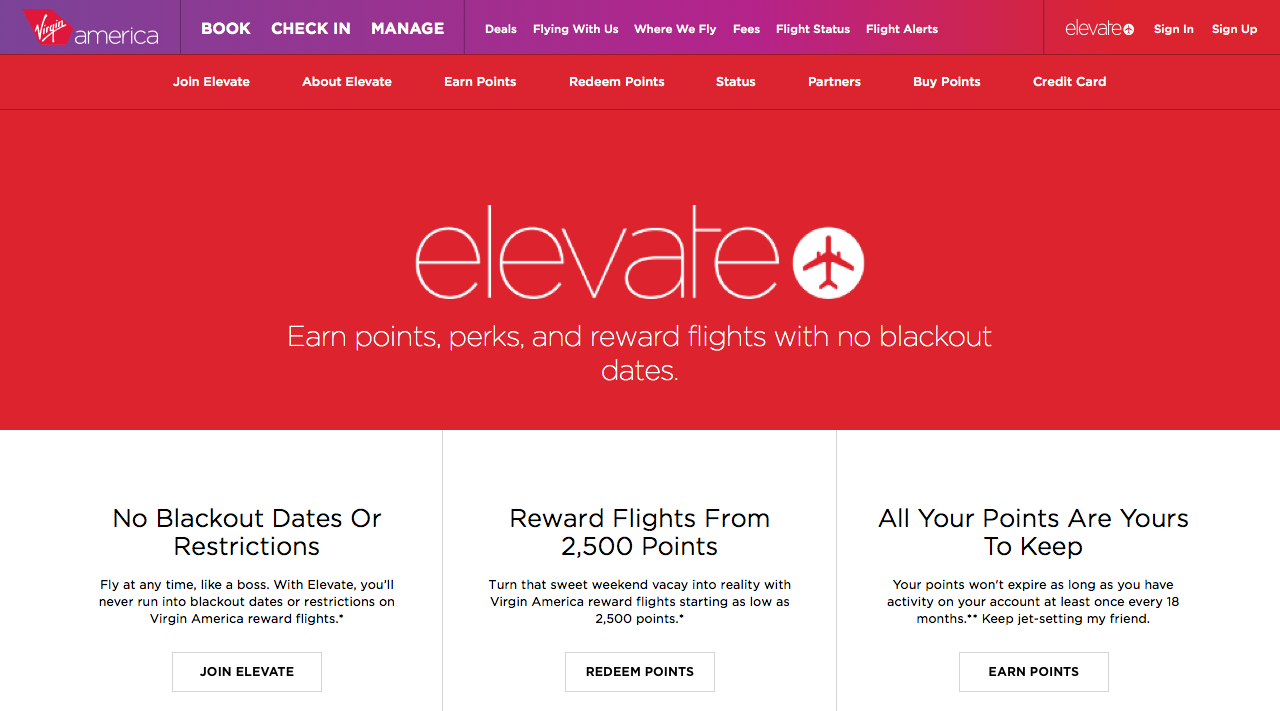 Virgin america BOOK CHECK IN MANAGE Deals Flying With Us Where We Fly Fees Flight Status Flight Alerts elevate Sign In Sign Up
Join Elevate About Elevate Earn Points Redeem Points Status Partners Buy Points Credit Card
elevate
Earn points, perks, and reward flights with no blackout
dates.
No Blackout Dates Or
Restrictions
Fly at any time, like a boss. With Elevate, you'll
never run into blackout dates or restrictions on
Virgin America reward flights.*
JOIN ELEVATE
Reward Flights From
2,500 Points
Turn that sweet weekend vacay into reality with
Virgin America reward flights starting as low as
2,500 points.*
REDEEM POINTS
All Your Points Are Yours
To Keep
Your points won't expire as long as you have
activity on your account at least once every 18
months.** Keep jet-setting my friend.
EARN POINTS